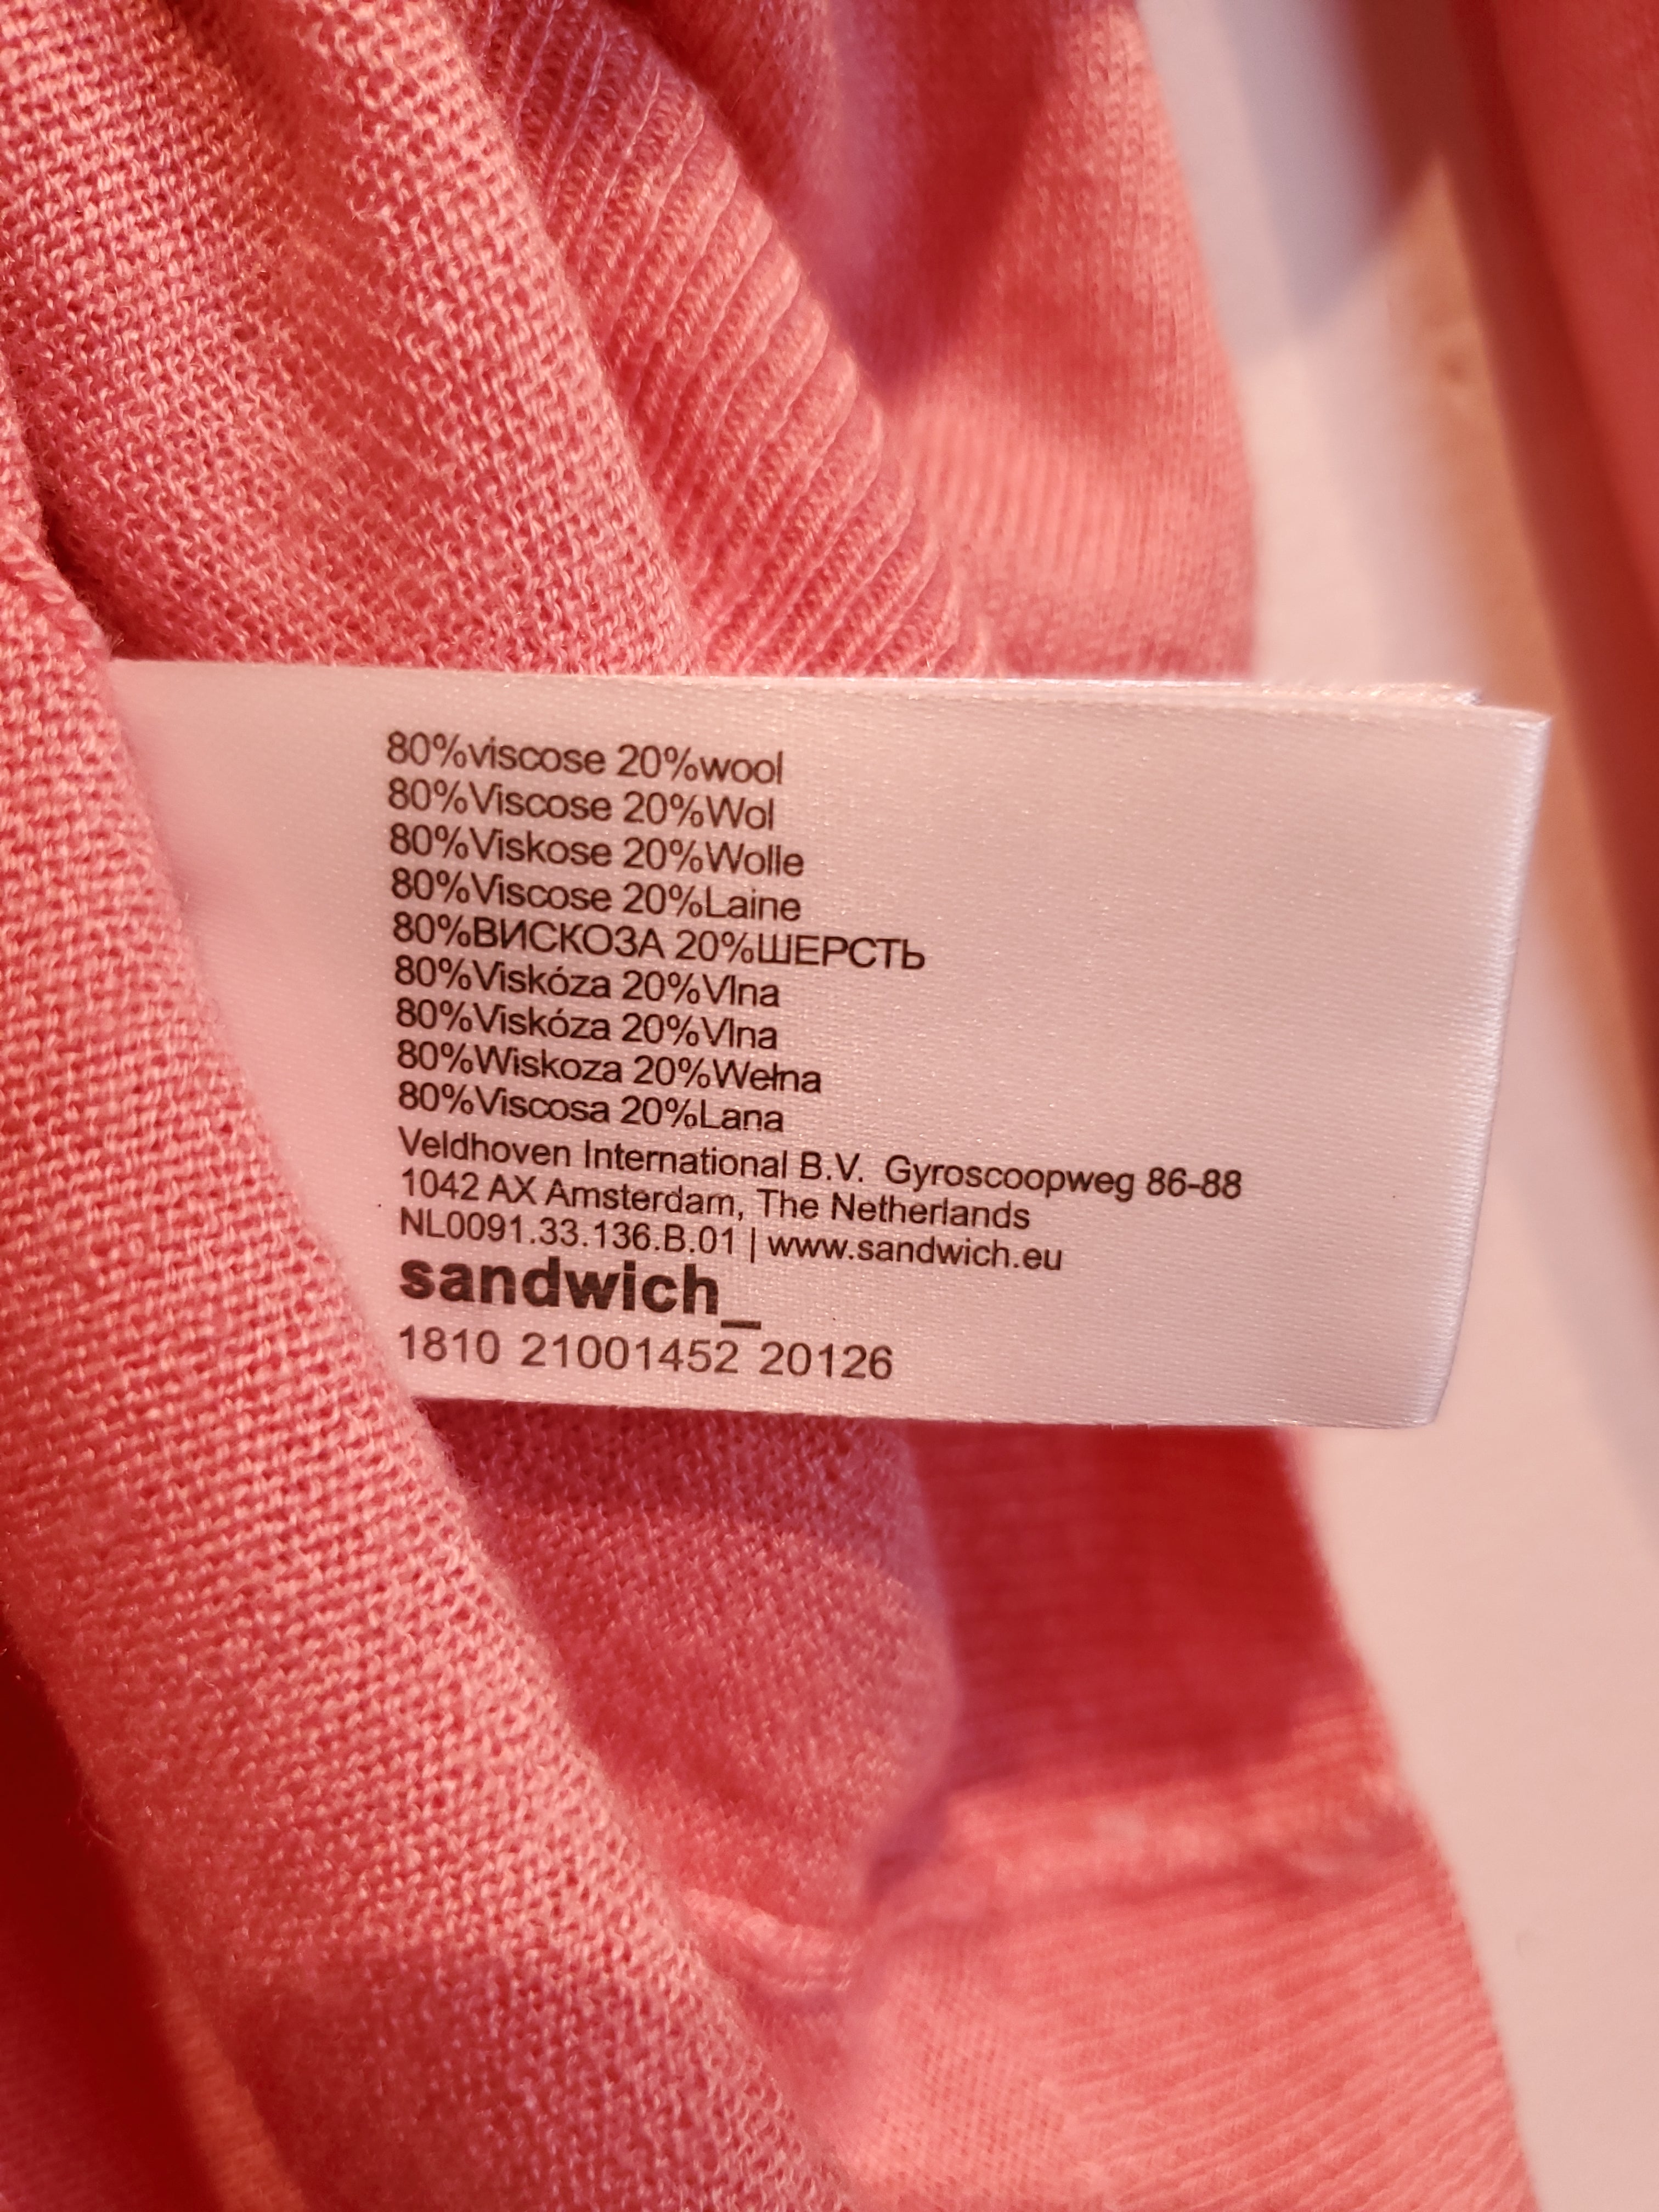 80%viscose 20%wool
80%Viscose 20%Wol
80%Viskose 20%Wolle
80%Viscose 20%Laine
80%ВИСКОЗА 20%ШЕРСТЬ
80%Viskóza 20%Vlna
80%Viskóza 20%Vlna
80%Wiskoza 20%Wełna
80%Viscosa 20%Lana
Veldhoven International B.V. Gyroscoopweg 86-88
1042 AX Amsterdam, The Netherlands
NL0091.33.136.B.01 | www.sandwich.eu
sandwich_
1810 21001452 20126